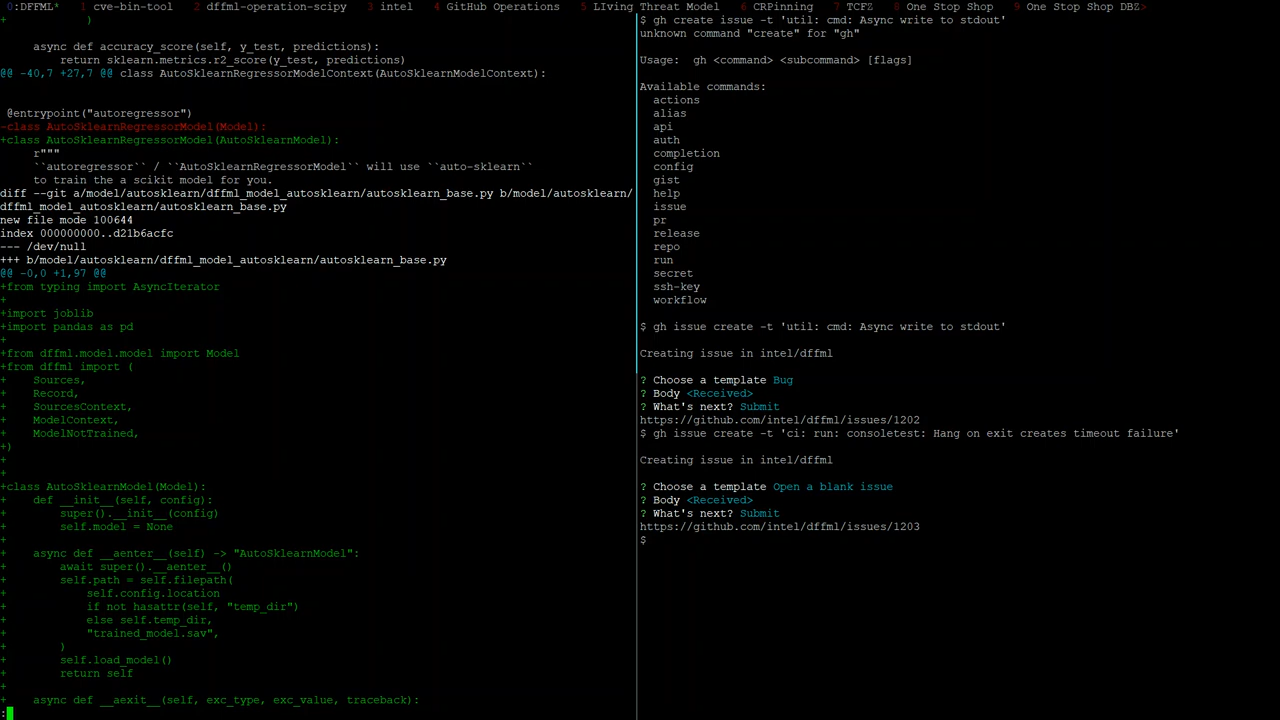 0:DFFML* 1 cve-bin-tool 2 dffml-operation-scipy 3 intel 4 GitHub Operations 5 LIving Threat Model 6 CRPinning 7 TCFZ 8 One Stop Shop 9 One Stop Shop DBZ>
+            )

     async def accuracy_score(self, y_test, predictions):
         return sklearn.metrics.r2_score(y_test, predictions)
@@ -40,7 +27,7 @@ class AutoSklearnRegressorModelContext(AutoSklearnModelContext):


 @entrypoint("autoregressor")
-class AutoSklearnRegressorModel(Model):
+class AutoSklearnRegressorModel(AutoSklearnModel):
     r"""
     ``autoregressor`` / ``AutoSklearnRegressorModel`` will use ``auto-sklearn``
     to train the a scikit model for you.
diff --git a/model/autosklearn/dffml_model_autosklearn/autosklearn_base.py b/model/autosklearn/
dffml_model_autosklearn/autosklearn_base.py
new file mode 100644
index 000000000..d21b6acfc
--- /dev/null
+++ b/model/autosklearn/dffml_model_autosklearn/autosklearn_base.py
@@ -0,0 +1,97 @@
+from typing import AsyncIterator
+
+import joblib
+import pandas as pd
+
+from dffml.model.model import Model
+from dffml import (
+    Sources,
+    Record,
+    SourcesContext,
+    ModelContext,
+    ModelNotTrained,
+)
+
+
+class AutoSklearnModel(Model):
+    def __init__(self, config):
+        super().__init__(config)
+        self.model = None
+
+    async def __aenter__(self) -> "AutoSklearnModel":
+        await super().__aenter__()
+        self.path = self.filepath(
+            self.config.location
+            if not hasattr(self, "temp_dir")
+            else self.temp_dir,
+            "trained_model.sav",
+        )
+        self.load_model()
+        return self
+
+    async def __aexit__(self, exc_type, exc_value, traceback):
:
$ gh create issue -t 'util: cmd: Async write to stdout'
unknown command "create" for "gh"

Usage:  gh <command> <subcommand> [flags]

Available commands:
  actions
  alias
  api
  auth
  completion
  config
  gist
  help
  issue
  pr
  release
  repo
  run
  secret
  ssh-key
  workflow

$ gh issue create -t 'util: cmd: Async write to stdout'

Creating issue in intel/dffml

? Choose a template Bug
? Body <Received>
? What's next? Submit
https://github.com/intel/dffml/issues/1202
$ gh issue create -t 'ci: run: consoletest: Hang on exit creates timeout failure'

Creating issue in intel/dffml

? Choose a template Open a blank issue
? Body <Received>
? What's next? Submit
https://github.com/intel/dffml/issues/1203
$